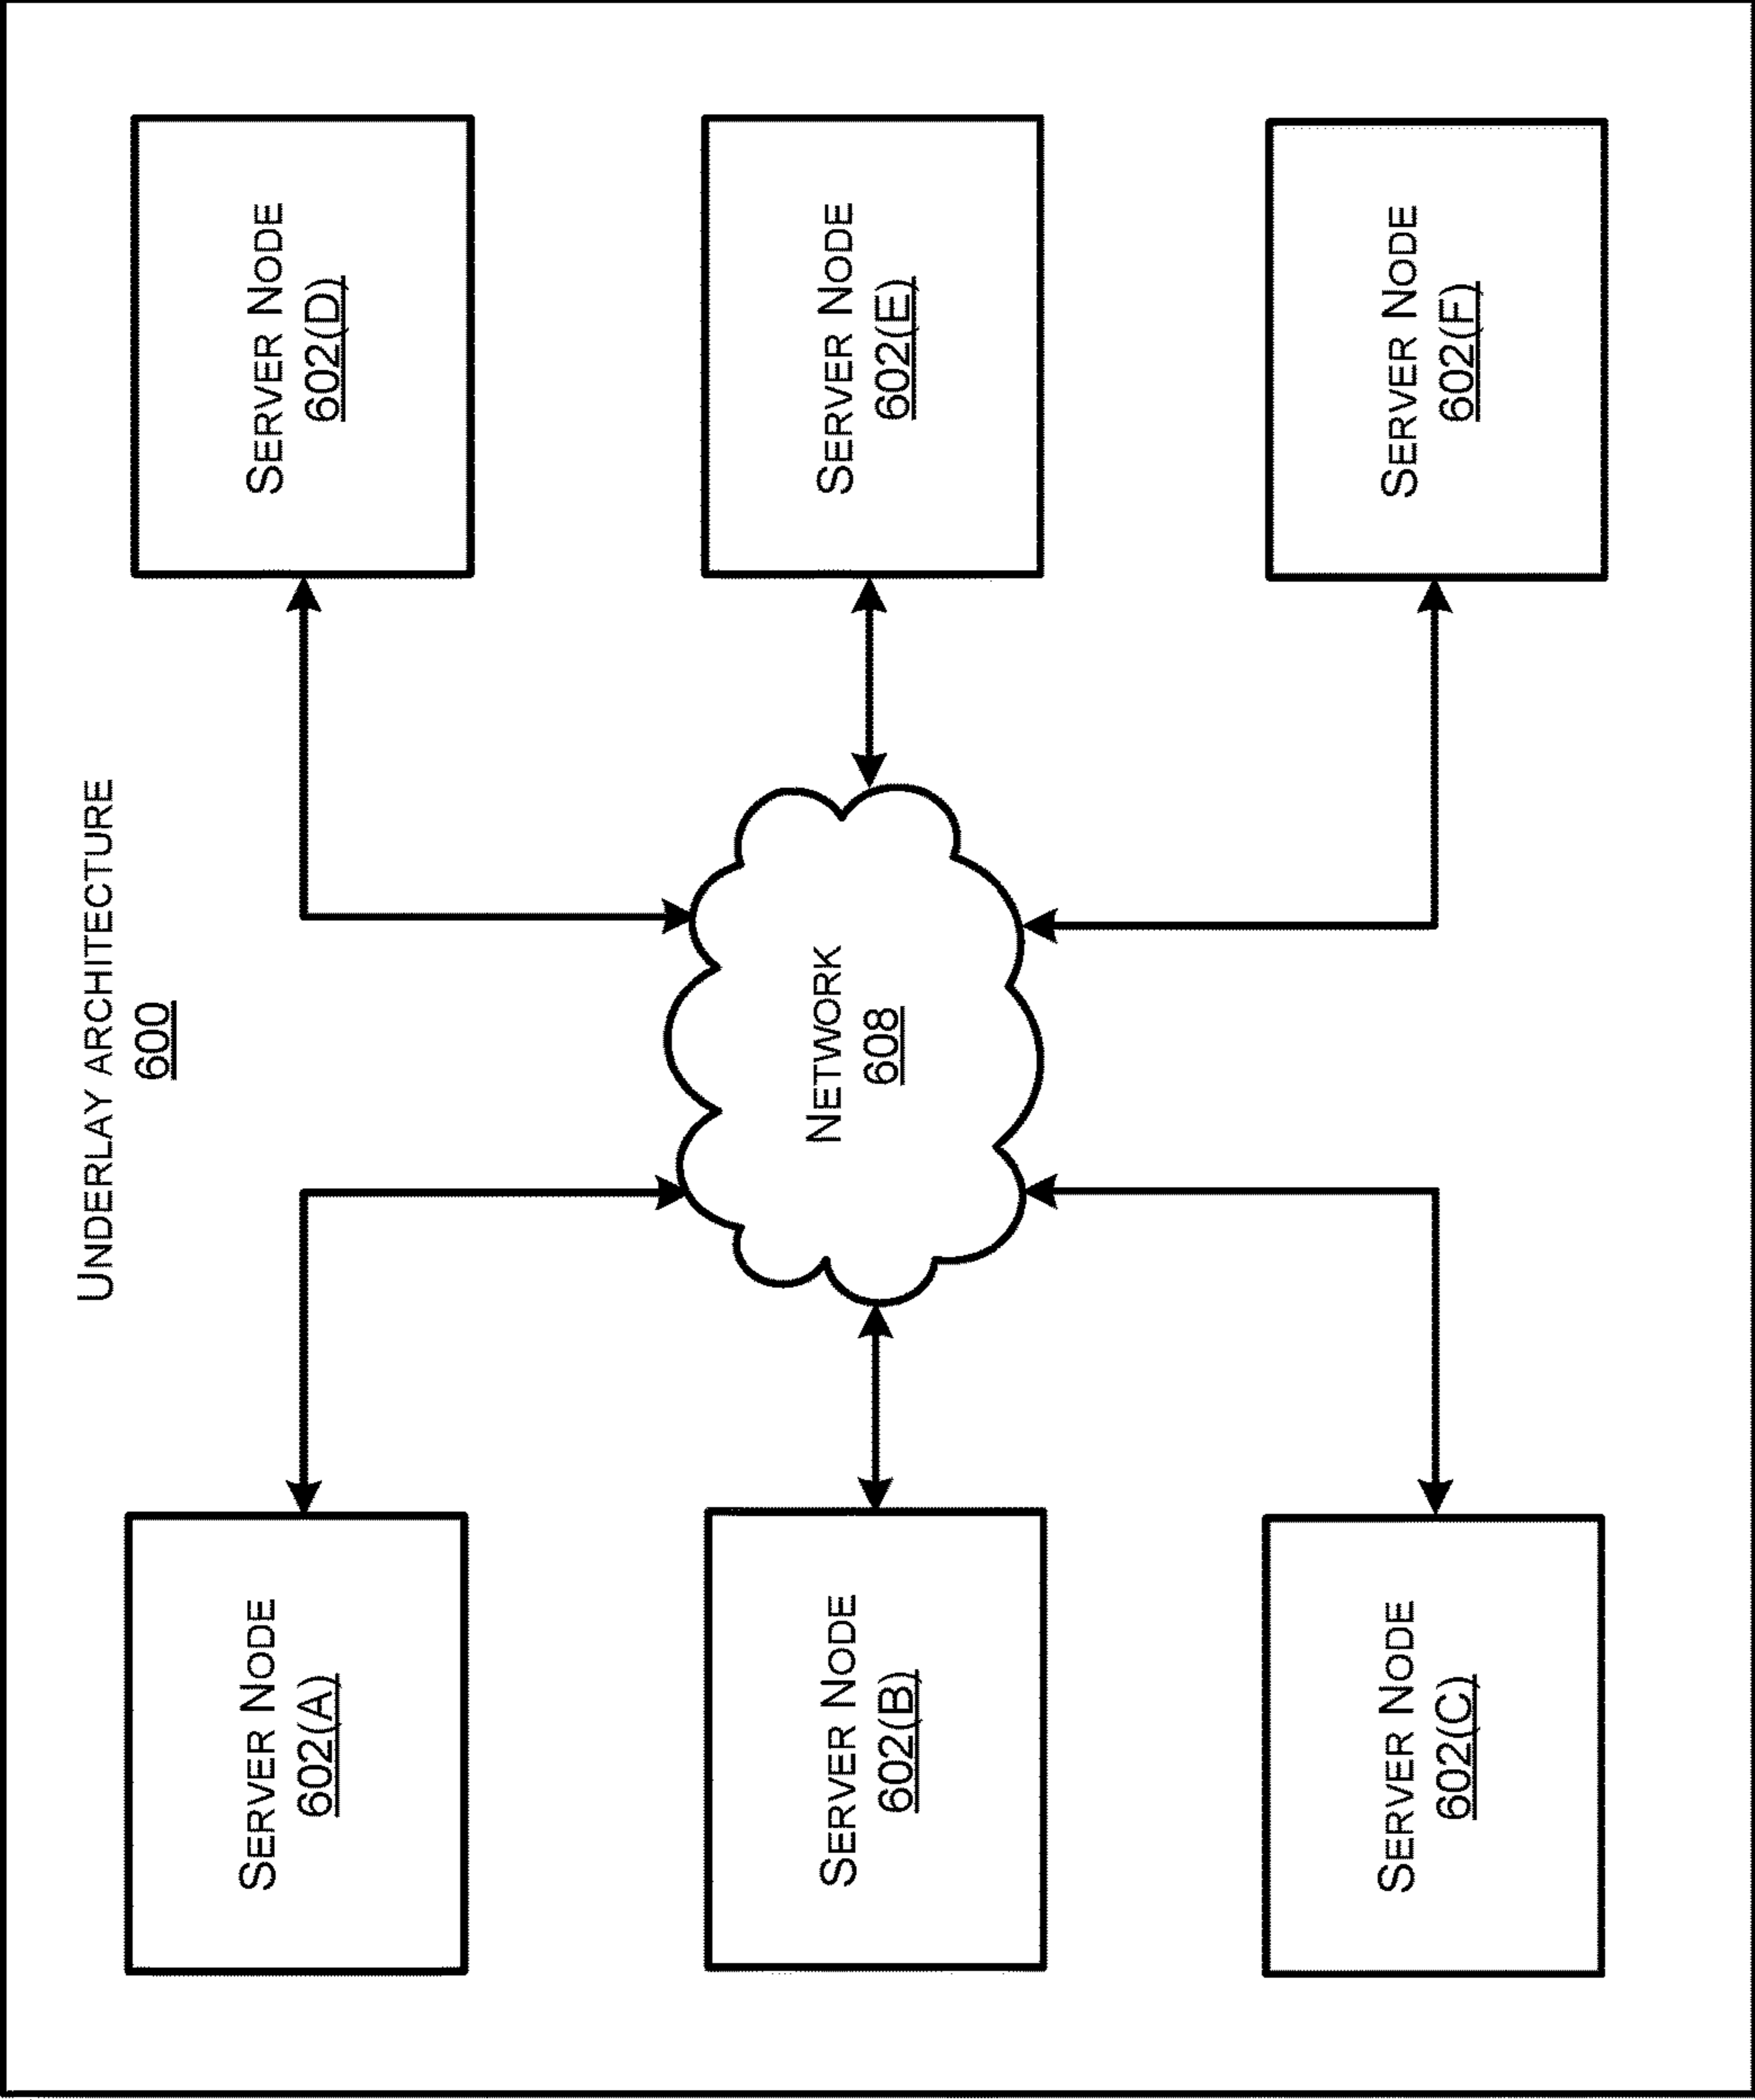 UNDERLAY ARCHITECTURE
600
SERVER NODE
602(A)
SERVER NODE
602(D)
SERVER NODE
602(B)
NETWORK
608
SERVER NODE
602(E)
SERVER NODE
602(C)
SERVER NODE
602(F)